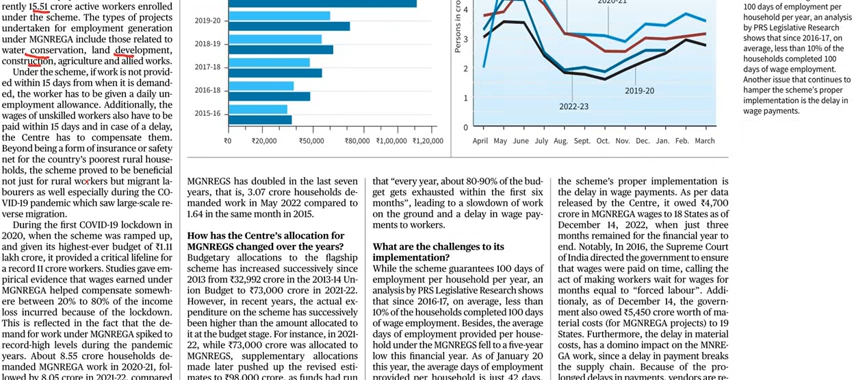 rently 15.51 crore active workers enrolled
under the scheme. The types of projects
undertaken for employment generation
under MGNREGA include those related to
water conservation, land development,
construction, agriculture and allied works.
Under the scheme, if work is not provid-
ed within 15 days from when it is demand-
ed, the worker has to be given a daily un-
employment allowance. Additionally, the
wages of unskilled workers also have to be
paid within 15 days and in case of a delay,
the Centre has to compensate them.
Beyond being a form of insurance or safety
net for the country's poorest rural house-
holds, the scheme proved to be beneficial
not just for rural workers but migrant la-
bourers as well especially during the CO-
VID-19 pandemic which saw large-scale re-
verse migration.
During the first COVID-19 lockdown in
2020, when the scheme was ramped up,
and given its highest-ever budget of ₹1.11
lakh crore, it provided a critical lifeline for
a record 11 crore workers. Studies gave em-
pirical evidence that wages earned under
MGNREGA helped compensate somewh-
ere between 20% to 80% of the income
loss incurred because of the lockdown.
This is reflected in the fact that the de-
mand for work under MGNREGA spiked to
record-high levels during the pandemic
years. About 8.55 crore households de-
manded MGNREGA work in 2020-21, fol-
lowed by 8.05 crore in 2021-22, compared
2019-20
2018-19
2017-18
2016-17
2015-16
₹0
₹20,000
₹50,000
₹80,000
₹1,00,000
₹1,20,000
Persons in cro
4
3
2
1
0
2020-21
2022-23
2019-20
April
May
June
July
Aug.
Sept.
Oct.
Nov.
Dec.
Jan.
Feb.
March
100 days of employment per
household per year, an analysis
by PRS Legislative Research
shows that since 2016-17, on
average, less than 10% of the
households completed 100
days of wage employment.
Another issue that continues to
hamper the scheme's proper
implementation is the delay in
wage payments.
MGNREGS has doubled in the last seven
years, that is, 3.07 crore households de-
manded work in May 2022 compared to
1.64 in the same month in 2015.
How has the Centre's allocation for
MGNREGS changed over the years?
Budgetary allocations to the flagship
scheme has increased successively since
2013 from ₹32,992 crore in the 2013-14 Un-
ion Budget to ₹73,000 crore in 2021-22.
However, in recent years, the actual ex-
penditure on the scheme has successively
been higher than the amount allocated to
it at the budget stage. For instance, in 2021-
22, while ₹73,000 crore was allocated to
MGNREGS, supplementary allocations
made later pushed up the revised esti-
mates to ₹98,000 crore, as funds had run
that "every year, about 80-90% of the bud-
get gets exhausted within the first six
months", leading to a slowdown of work
on the ground and a delay in wage pay-
ments to workers.
What are the challenges to its
implementation?
While the scheme guarantees 100 days of
employment per household per year, an
analysis by PRS Legislative Research shows
that since 2016-17, on average, less than
10% of the households completed 100 days
of wage employment. Besides, the average
days of employment provided per house-
hold under the MGNREGS fell to a five-year
low this financial year. As of January 20
this year, the average days of employment
provided per household is just 42 days,
the scheme's proper implementation is
the delay in wage payments. As per data
released by the Centre, it owed ₹4,700
crore in MGNREGA wages to 18 States as of
December 14, 2022, when just three
months remained for the financial year to
end. Notably, in 2016, the Supreme Court
of India directed the government to ensure
that wages were paid on time, calling the
act of making workers wait for wages for
months equal to "forced labour". Addi-
tionaly, as of December 14, the govern-
ment also owed ₹5,450 crore worth of ma-
terial costs (for MGNREGA projects) to 19
States. Furthermore, the delay in material
costs, has a domino impact on the MNRE-
GA work, since a delay in payment breaks
the supply chain. Because of the pro-
longed delays in payments, vendors are re-